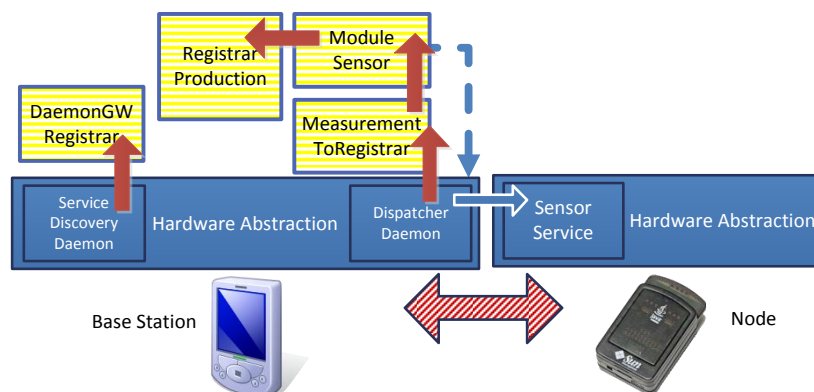 Registrar
Production
Module
Sensor
DaemonGW
Registrar
Measurement
ToRegistrar
Service
Discovery
Daemon
Hardware Abstraction
Dispatcher
Daemon
Sensor
Service
Hardware Abstraction
Base Station
Node
Sun